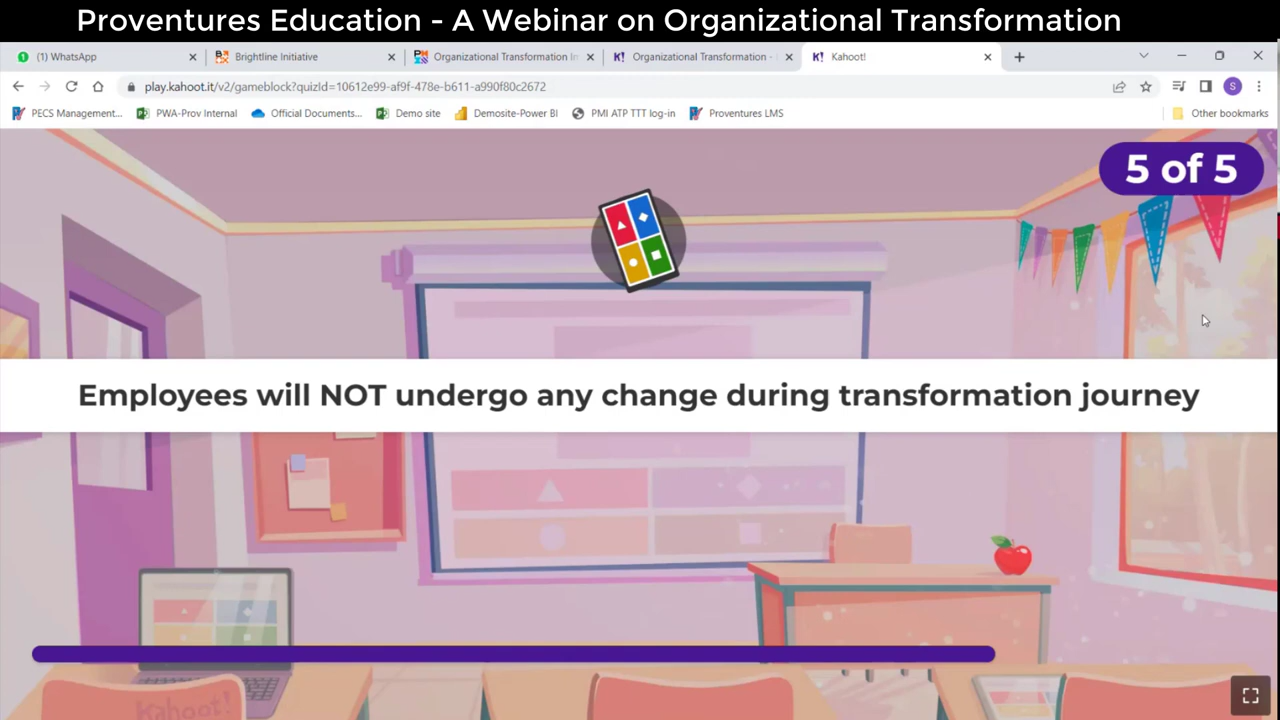 Proventures Education - A Webinar on Organizational Transformation
(1) WhatsApp
Brightline Initiative
Organizational Transformation In
Organizational Transformation -
Kahoot!
play.kahoot.it/v2/gameblock?quizId=10612e99-af9f-478e-b611-5290f8bc2672
S
PECS Management...
PWA-Prov Internal
Official Documents...
Demo site
Demosite-Power BI
PMI ATP TTT log-in
Proventures LMS
Other bookmarks
5 of 5
Employees will NOT undergo any change during transformation journey
Kahoot!